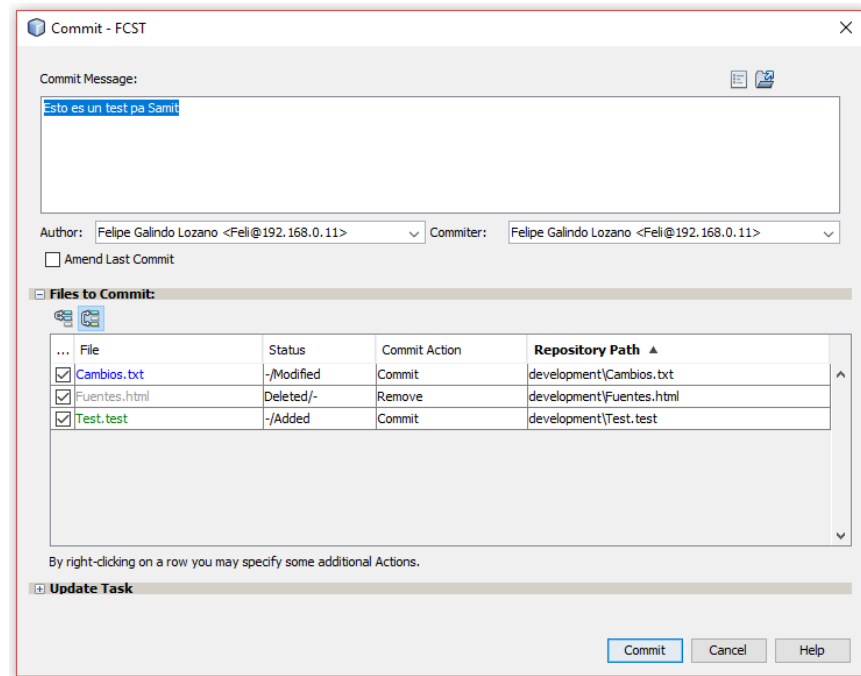 Commit - FCST
Commit Message:
Esto es un test pa Samit
Author: Felipe Galindo Lozano <Feli@192.168.0.11> Commiter: Felipe Galindo Lozano <Feli@192.168.0.11>
Amend Last Commit
Files to Commit:
... File Status Commit Action Repository Path
Cambios.txt -/Modified Commit development\Cambios.txt
Fuentes.html Deleted/- Remove development\Fuentes.html
Test.test -/Added Commit development\Test.test
By right-clicking on a row you may specify some additional Actions.
Update Task
Commit Cancel Help